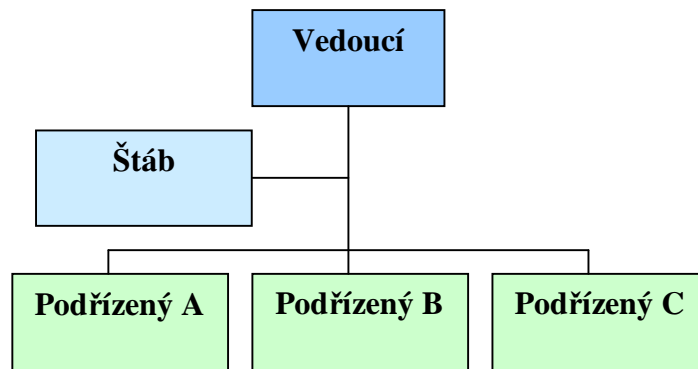 Vedoucí
Štáb
Podřízený A
Podřízený B
Podřízený C